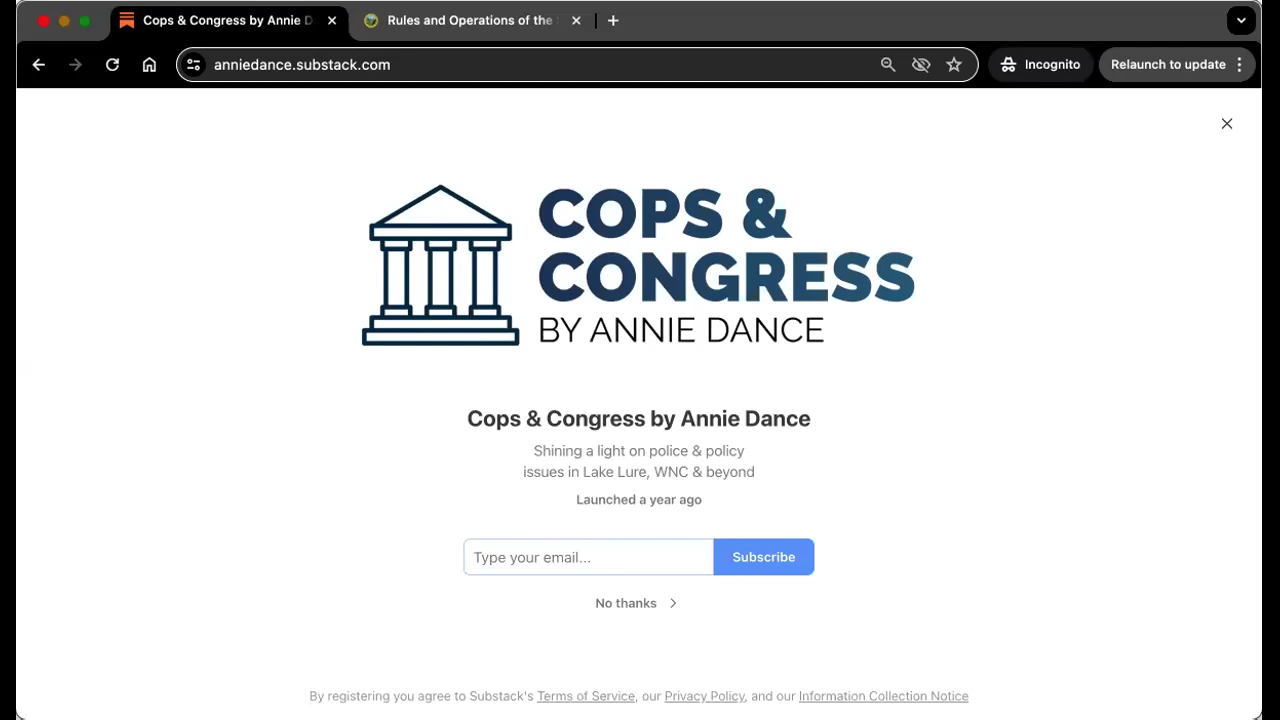 Cops & Congress by Annie D
Rules and Operations of the
anniedance.substack.com
Incognito
Relaunch to update
COPS &
CONGRESS
BY ANNIE DANCE
Cops & Congress by Annie Dance
Shining a light on police & policy
issues in Lake Lure, WNC & beyond
Launched a year ago
Type your email...
Subscribe
No thanks
By registering you agree to Substack's Terms of Service, our Privacy Policy, and our Information Collection Notice